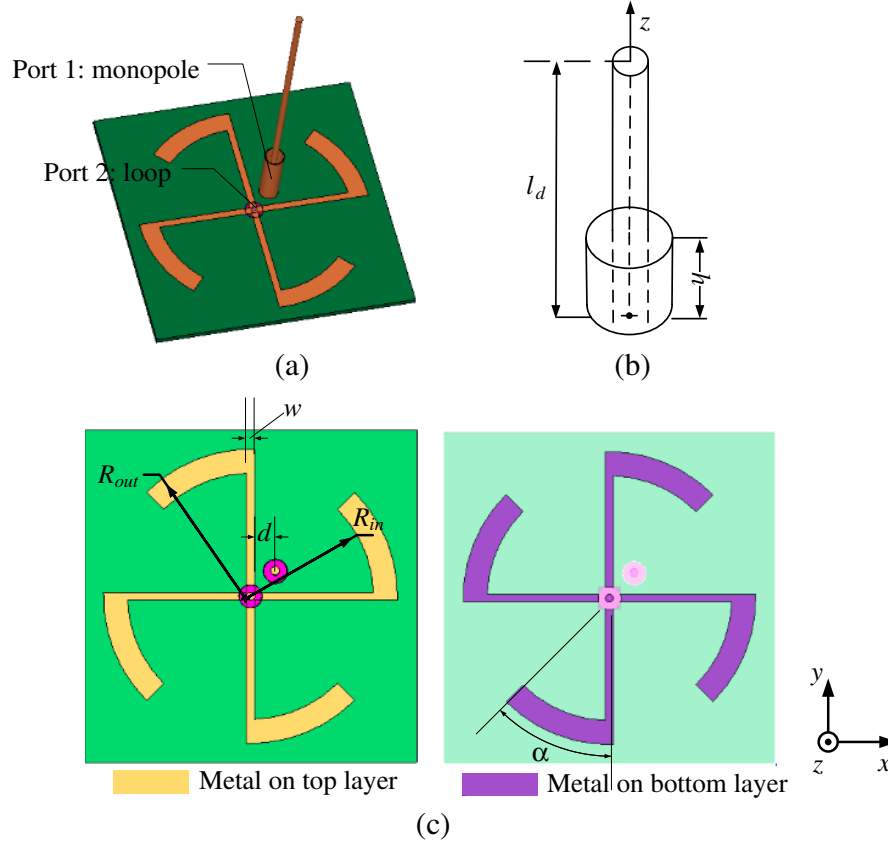 z
Port 1: monopole
Port 2: loop
l_d
h
(a)
(b)
w
R_out
d
R_in
α
y
x
z
Metal on top layer
Metal on bottom layer
(c)